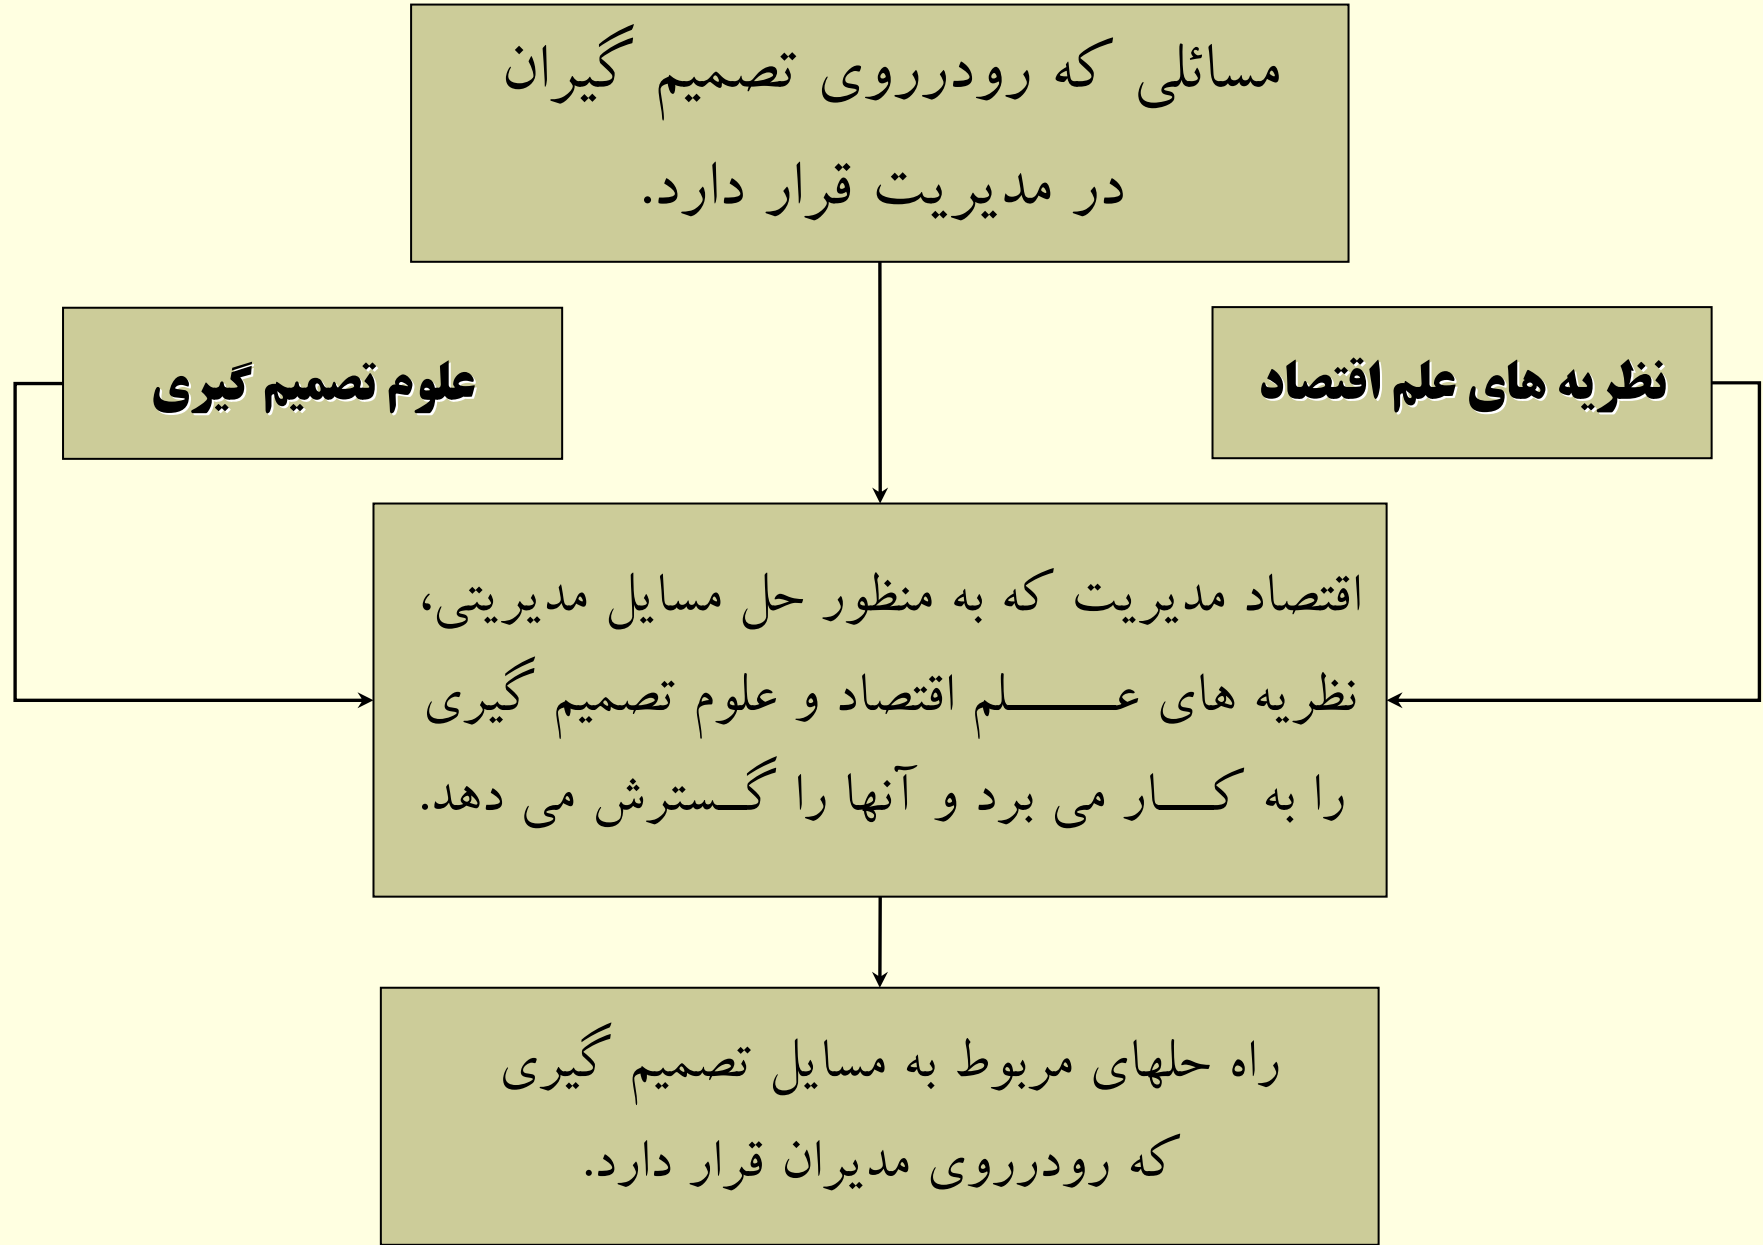 مسائلی که رودرروی تصمیم گیران
در مدیریت قرار دارد.
نظریه های علم اقتصاد
علوم تصمیم گیری
اقتصاد مدیریت که به منظور حل مسایل مدیریتی،
نظریه های عـــــلم اقتصاد و علوم تصمیم گیری
را به کـــار می برد و آنها را گــسترش می دهد.
راه حلهای مربوط به مسایل تصمیم گیری
که رودرروی مدیران قرار دارد.